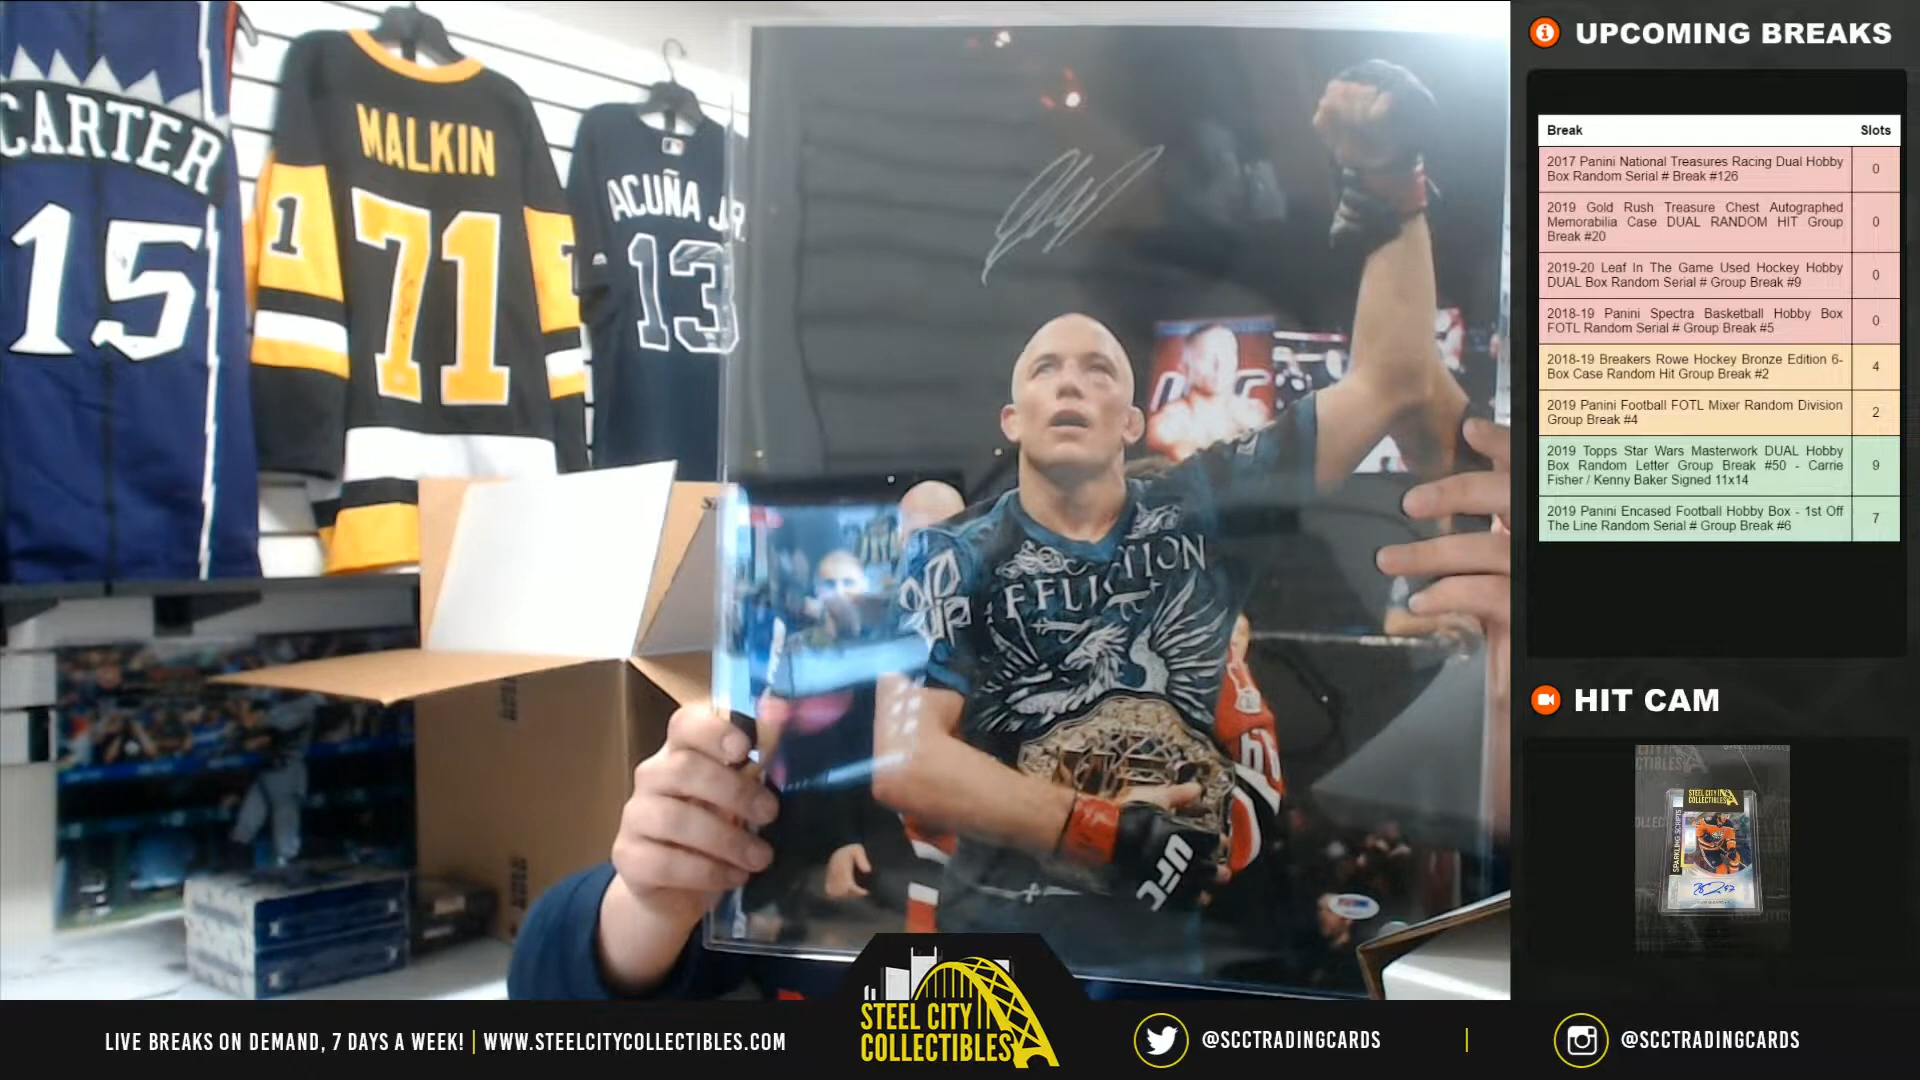 CARTER
15
MALKIN
71
1
ACUÑA JR.
13
AFFLICTION
UFC
UPCOMING BREAKS
Break Slots
2017 Panini National Treasures Racing Dual Hobby
Box Random Serial # Break #126
0
2019 Gold Rush Treasure Chest Autographed
Memorabilia Case DUAL RANDOM HIT Group
Break #20
0
2019-20 Leaf In The Game Used Hockey Hobby
DUAL Box Random Serial # Group Break #9
0
2018-19 Panini Spectra Basketball Hobby Box
FOTL Random Serial # Group Break #5
0
2018-19 Breakers Rowe Hockey Bronze Edition 6-
Box Case Random Hit Group Break #2
4
2019 Panini Football FOTL Mixer Random Division
Group Break #4
2
2019 Topps Star Wars Masterwork DUAL Hobby
Box Random Letter Group Break #50 - Carrie
Fisher / Kenny Baker Signed 11x14
9
2019 Panini Encased Football Hobby Box - 1st Off
The Line Random Serial # Group Break #6
7
HIT CAM
STEEL CITY
COLLECTIBLES
SPARKLING SCRIPTS
LIVE BREAKS ON DEMAND, 7 DAYS A WEEK! | WWW.STEELCITYCOLLECTIBLES.COM
STEEL CITY
COLLECTIBLES
@SCCTRADINGCARDS
@SCCTRADINGCARDS